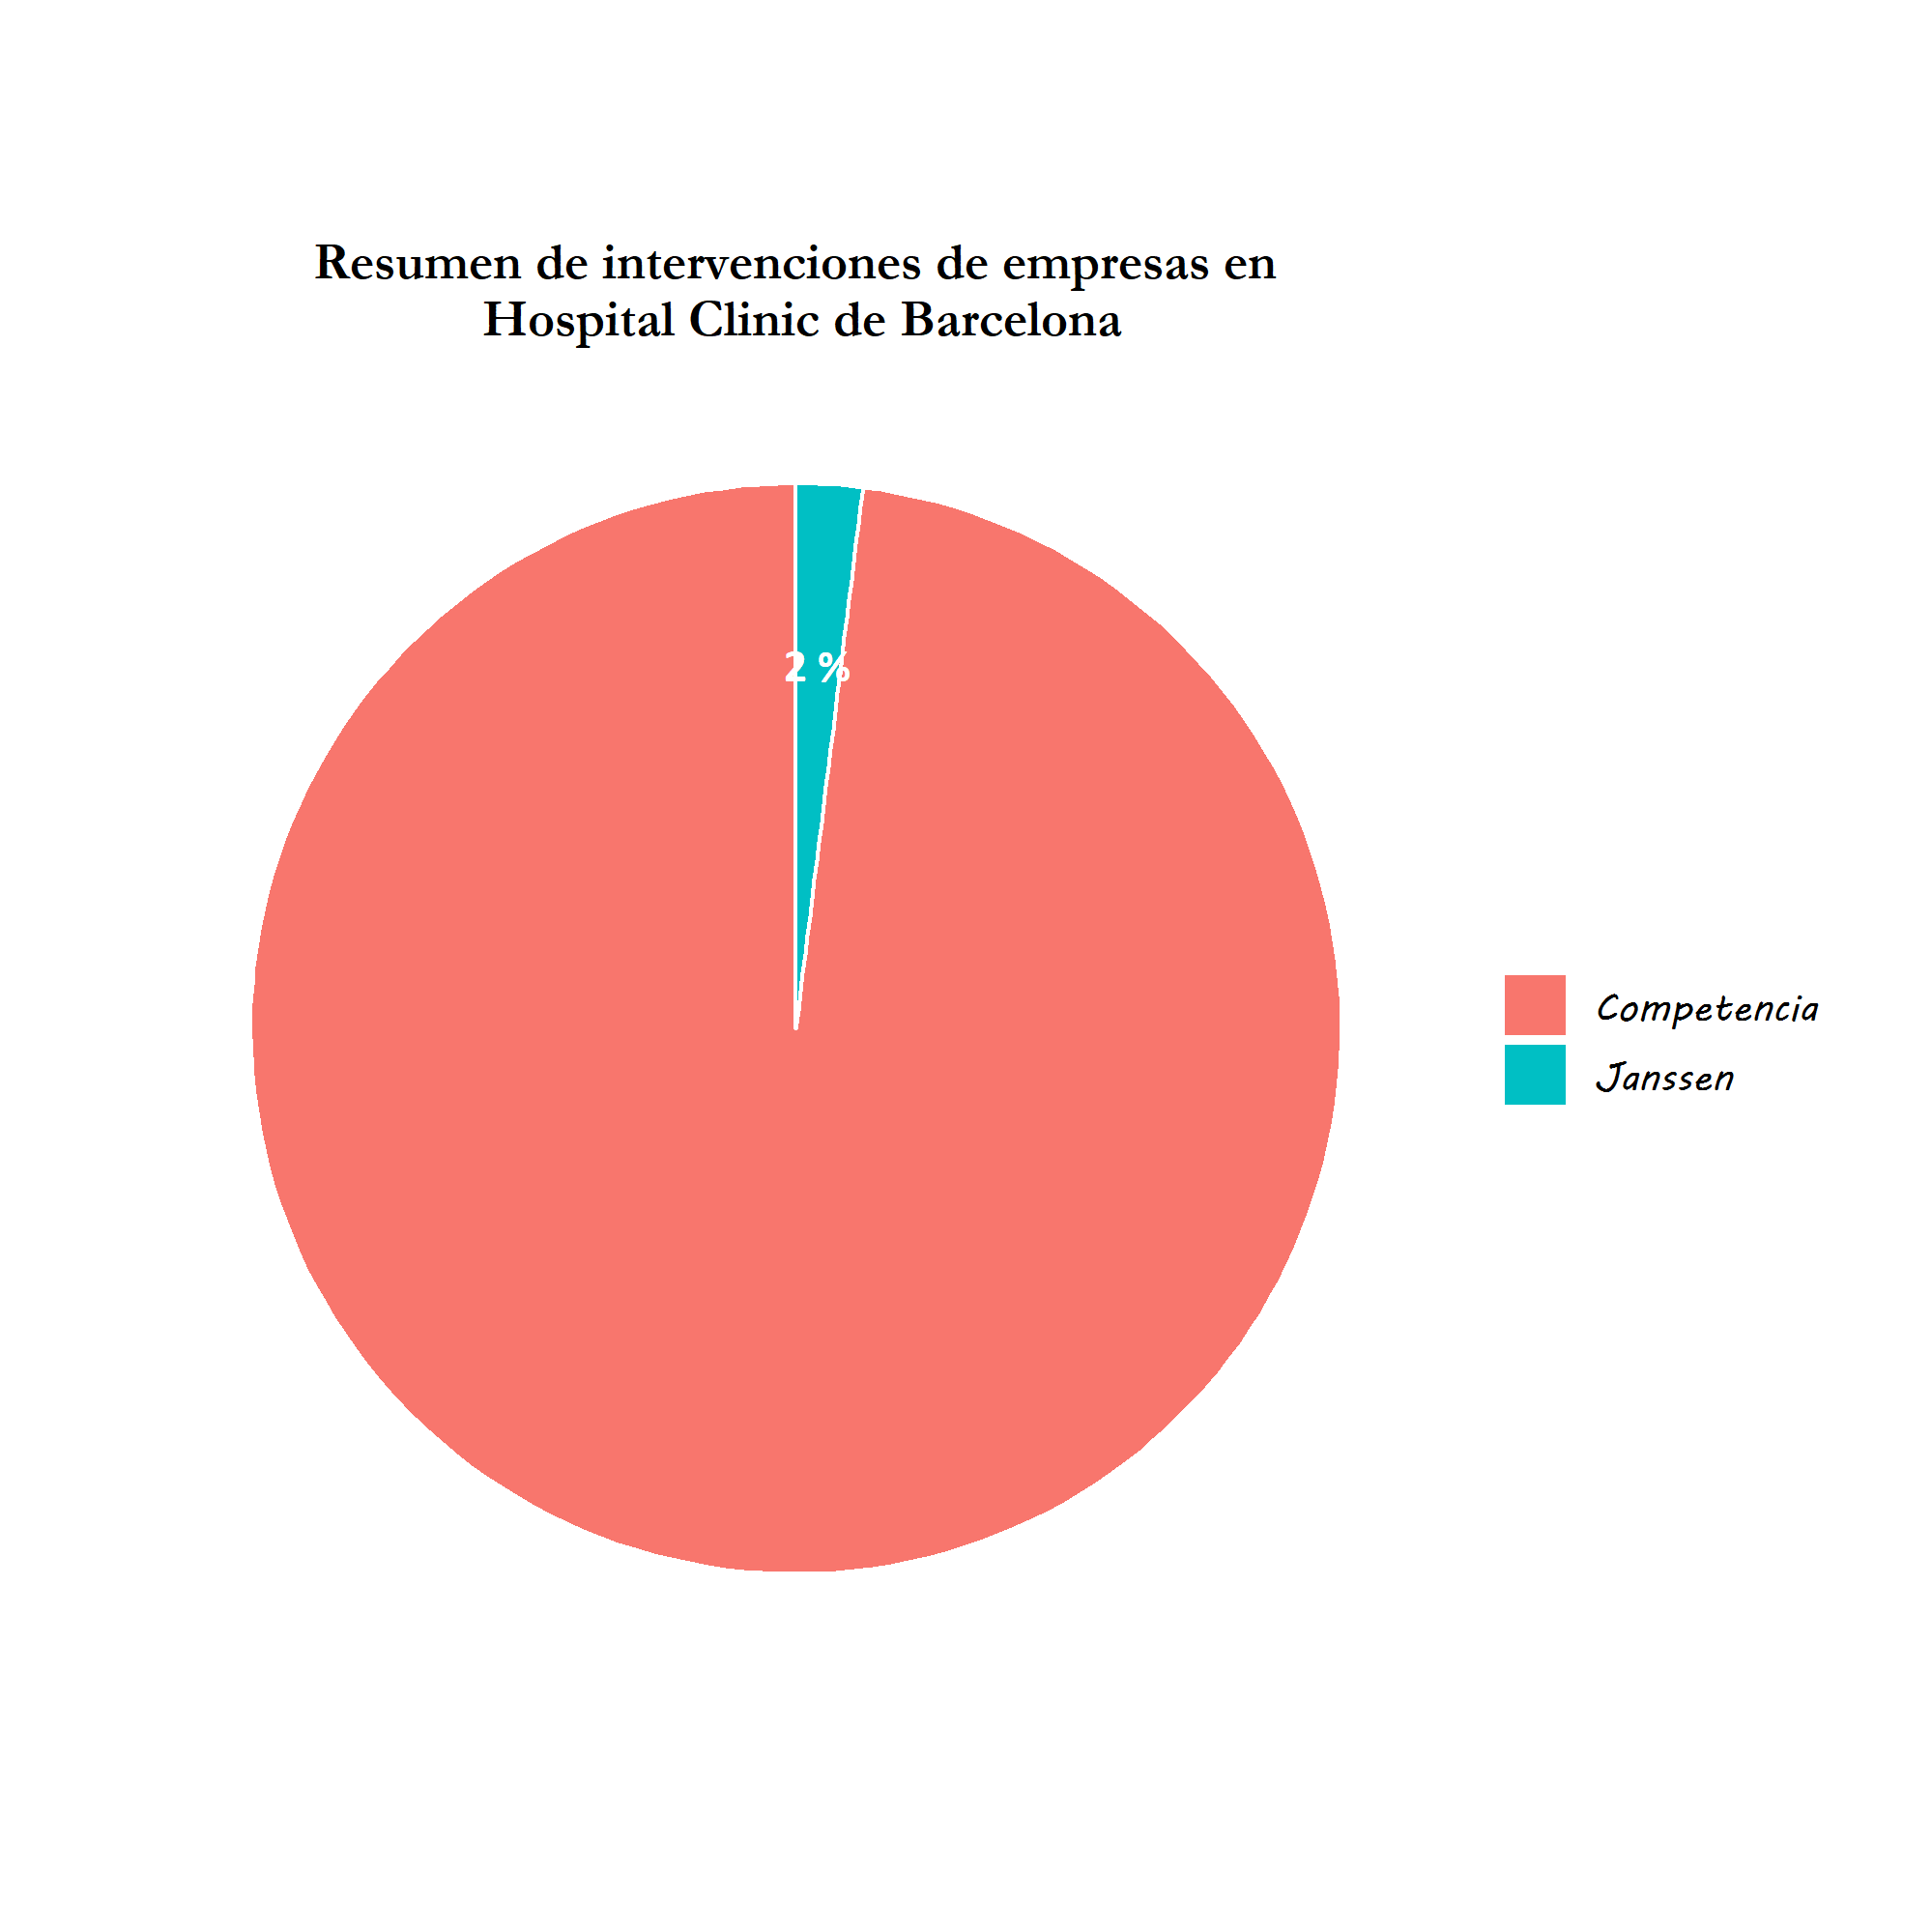 Resumen de intervenciones de empresas en
Hospital Clinic de Barcelona
2 %
Competencia
Janssen